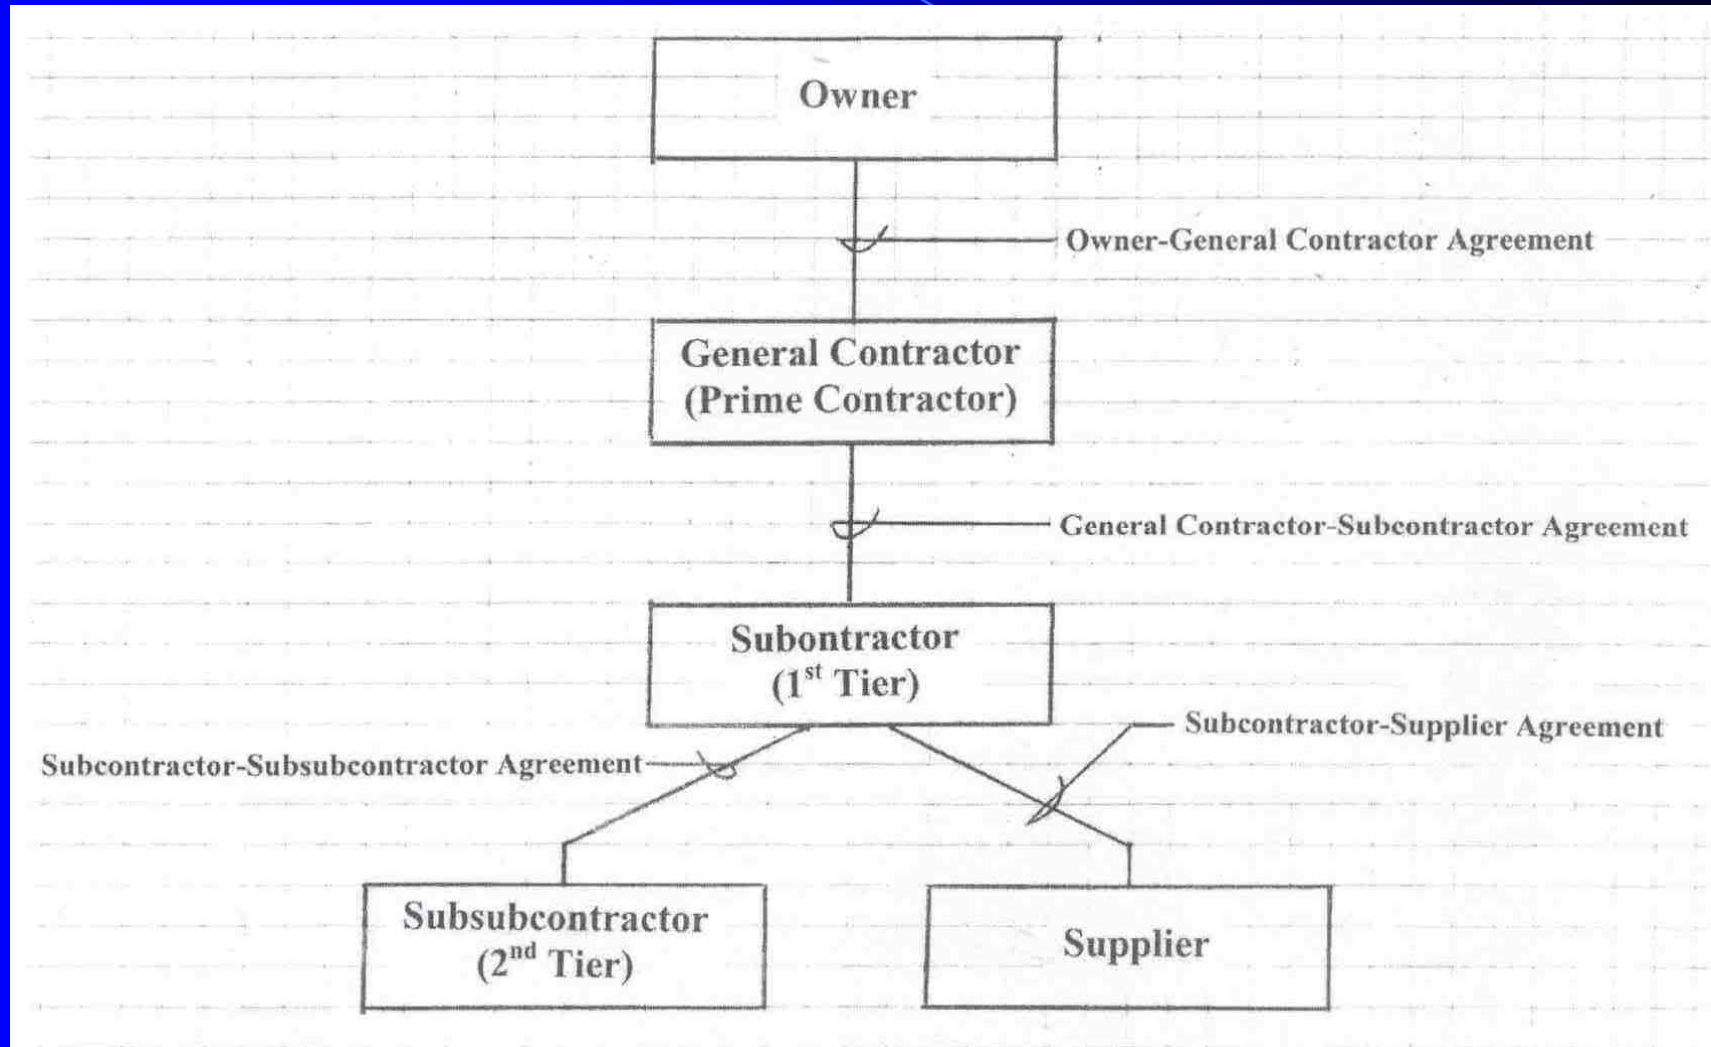 Owner
Owner-General Contractor Agreement
General Contractor
(Prime Contractor)
General Contractor-Subcontractor Agreement
Subontractor
(1st Tier)
Subcontractor-Supplier Agreement
Subcontractor-Subsubcontractor Agreement
Subsubcontractor
(2nd Tier)
Supplier